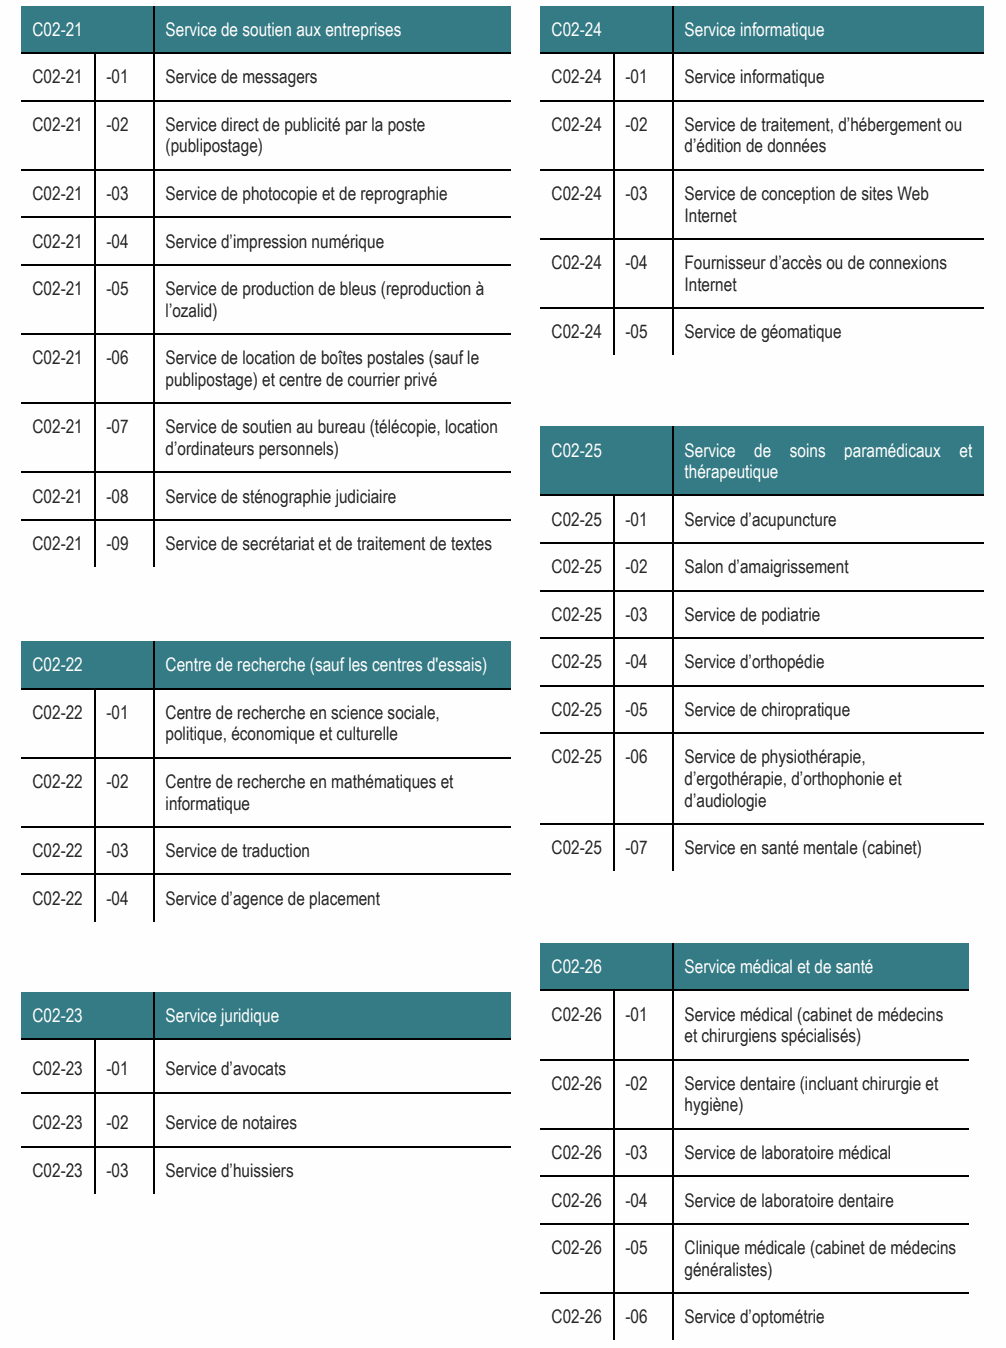 C02-21 Service de soutien aux entreprises
C02-21 -01 Service de messagers
C02-21 -02 Service direct de publicité par la poste
(publipostage)
C02-21 -03 Service de photocopie et de reprographie
C02-21 -04 Service d’impression numérique
C02-21 -05 Service de production de bleus (reproduction à
l’ozalid)
C02-21 -06 Service de location de boîtes postales (sauf le
publipostage) et centre de courrier privé
C02-21 -07 Service de soutien au bureau (télécopie, location
d’ordinateurs personnels)
C02-21 -08 Service de sténographie judiciaire
C02-21 -09 Service de secrétariat et de traitement de textes
C02-22 Centre de recherche (sauf les centres d'essais)
C02-22 -01 Centre de recherche en science sociale,
politique, économique et culturelle
C02-22 -02 Centre de recherche en mathématiques et
informatique
C02-22 -03 Service de traduction
C02-22 -04 Service d’agence de placement
C02-23 Service juridique
C02-23 -01 Service d’avocats
C02-23 -02 Service de notaires
C02-23 -03 Service d’huissiers
C02-24 Service informatique
C02-24 -01 Service informatique
C02-24 -02 Service de traitement, d’hébergement ou
d’édition de données
C02-24 -03 Service de conception de sites Web
Internet
C02-24 -04 Fournisseur d’accès ou de connexions
Internet
C02-24 -05 Service de géomatique
C02-25 Service de soins paramédicaux et
thérapeutique
C02-25 -01 Service d’acupuncture
C02-25 -02 Salon d’amaigrissement
C02-25 -03 Service de podiatrie
C02-25 -04 Service d’orthopédie
C02-25 -05 Service de chiropratique
C02-25 -06 Service de physiothérapie,
d’ergothérapie, d’orthophonie et
d’audiologie
C02-25 -07 Service en santé mentale (cabinet)
C02-26 Service médical et de santé
C02-26 -01 Service médical (cabinet de médecins
et chirurgiens spécialisés)
C02-26 -02 Service dentaire (incluant chirurgie et
hygiène)
C02-26 -03 Service de laboratoire médical
C02-26 -04 Service de laboratoire dentaire
C02-26 -05 Clinique médicale (cabinet de médecins
généralistes)
C02-26 -06 Service d’optométrie